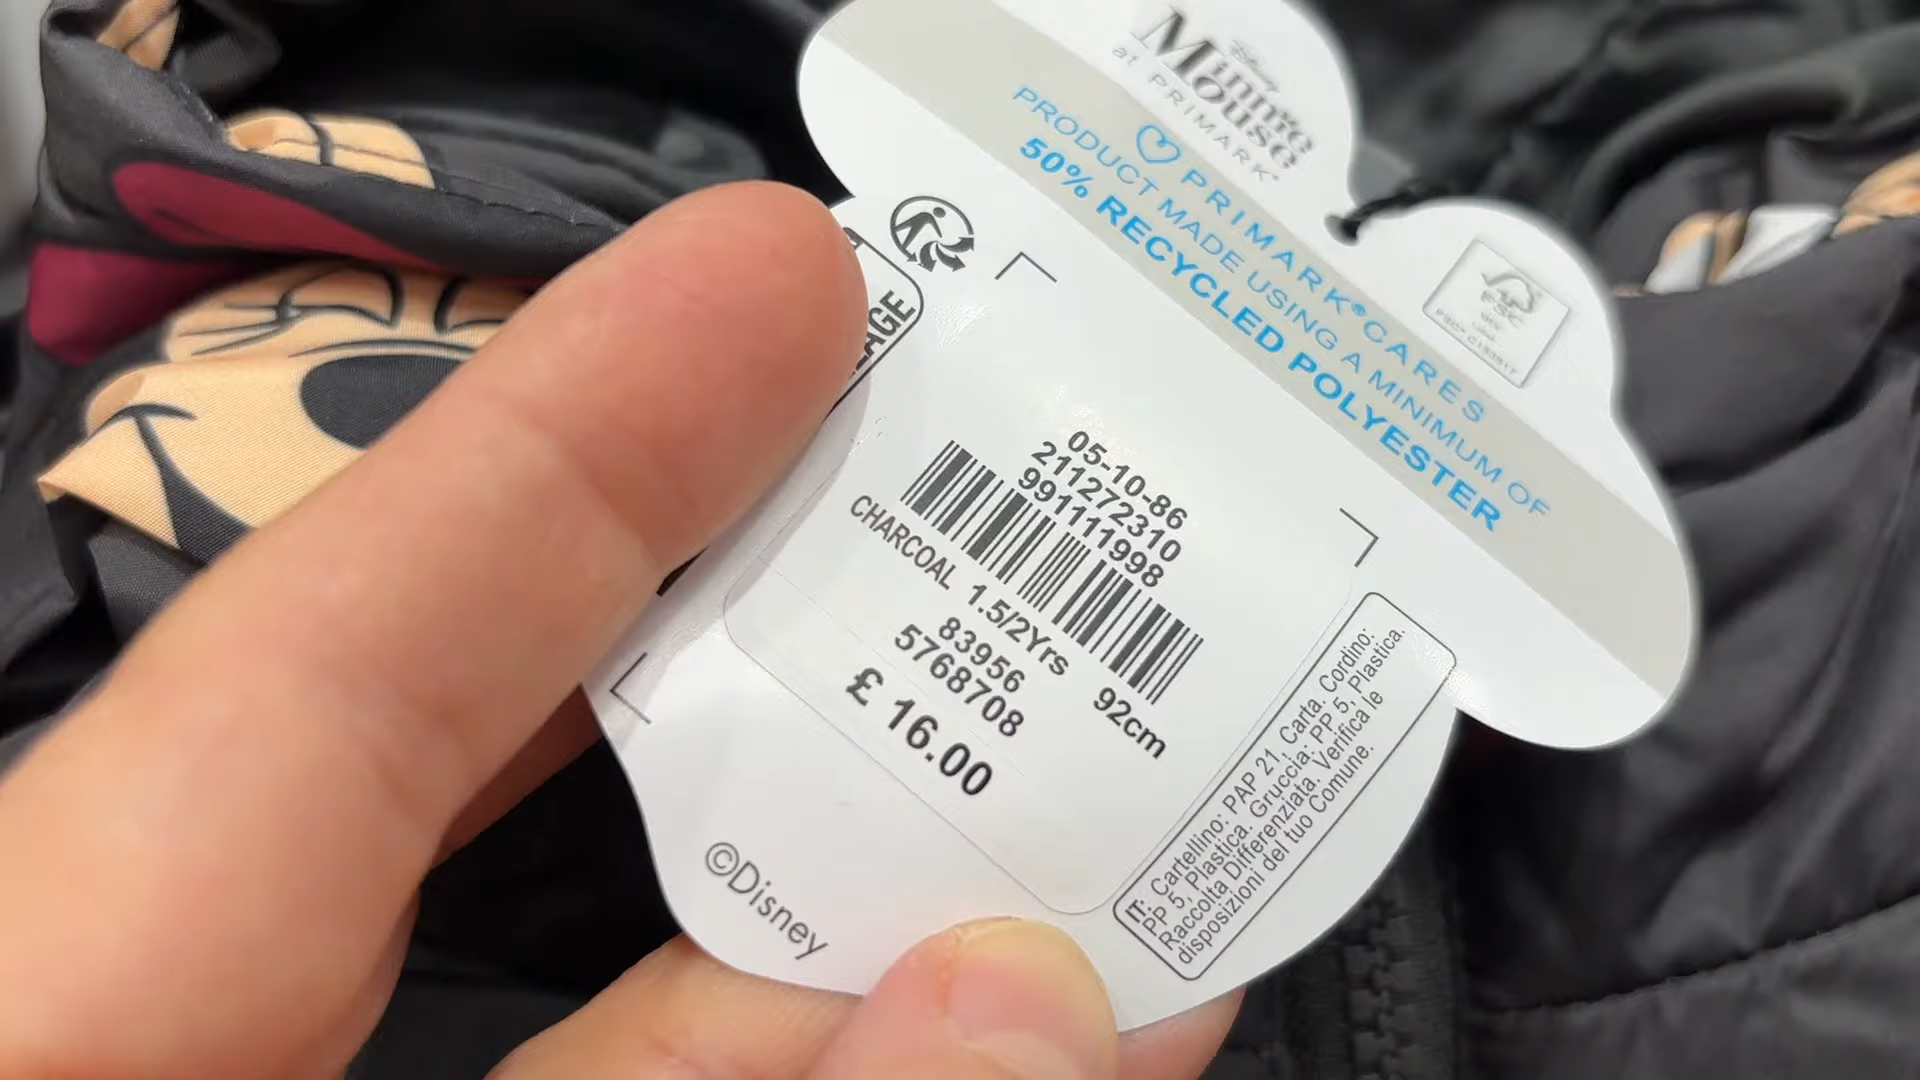 Disney
Minnie
Mouse
at PRIMARK®
PRIMARK® CARES
PRODUCT MADE USING A MINIMUM OF
50% RECYCLED POLYESTER
FSC
05-10-86
2111272310
991111998
CHARCOAL 1.5/2Yrs 92cm
83956
5768708
£ 16.00
IT: Cartellino: PAP 21, Carta. Cordino:
PP 5, Plastica. Gruccia: PP 5, Plastica.
Raccolta Differenziata. Verifica le
disposizioni del tuo Comune.
©Disney